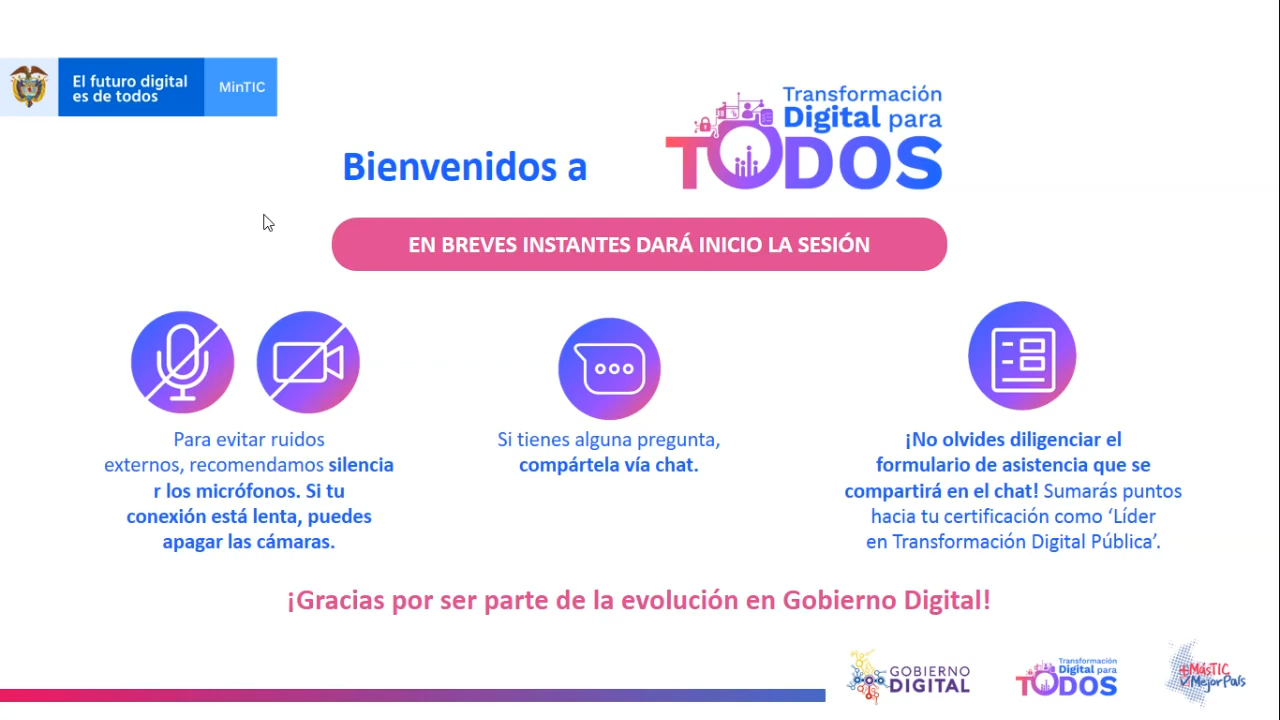 El futuro digital
es de todos
MinTIC
Transformación
Digital para
TODOS
Bienvenidos a
EN BREVES INSTANTES DARÁ INICIO LA SESIÓN
Para evitar ruidos
externos, recomendamos silencia
r los micrófonos. Si tu
conexión está lenta, puedes
apagar las cámaras.
Si tienes alguna pregunta,
compártela vía chat.
¡No olvides diligenciar el
formulario de asistencia que se
compartirá en el chat! Sumarás puntos
hacia tu certificación como ‘Líder
en Transformación Digital Pública’.
¡Gracias por ser parte de la evolución en Gobierno Digital!
GOBIERNO
DIGITAL
Transformación
Digital para
TODOS
+MásTIC
MejorPaís